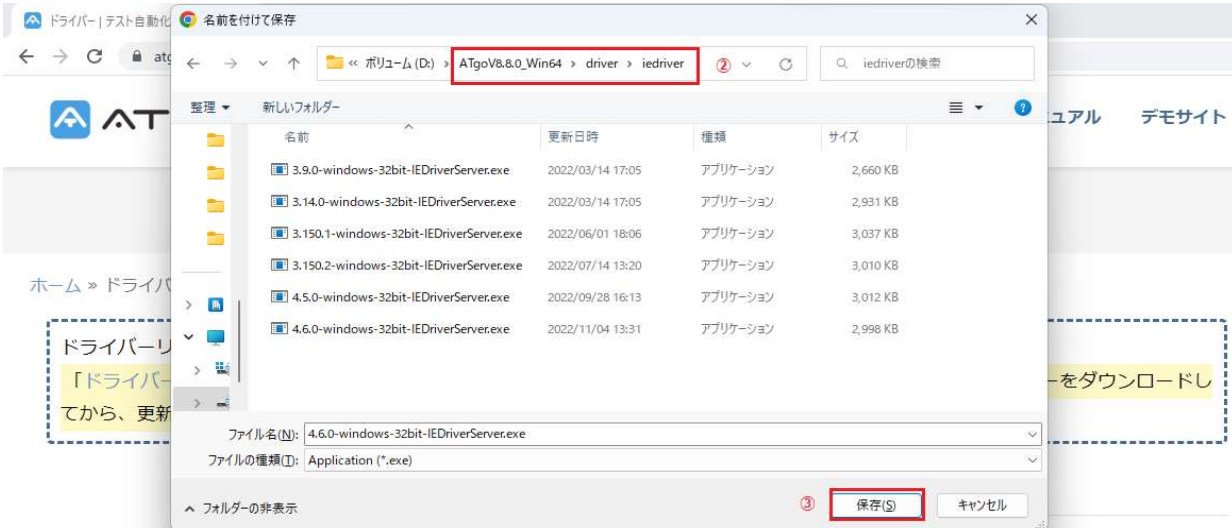 ドライバー | テスト自動化
名前を付けて保存
atg
ボリューム (D:) > ATgoV8.8.0_Win64 > driver > iedriver
②
iedriverの検索
整理
新しいフォルダー
AT
ュアル
デモサイト
名前 更新日時 種類 サイズ
3.9.0-windows-32bit-IEDriverServer.exe 2022/03/14 17:05 アプリケーション 2,660 KB
3.14.0-windows-32bit-IEDriverServer.exe 2022/03/14 17:05 アプリケーション 2,931 KB
3.150.1-windows-32bit-IEDriverServer.exe 2022/06/01 18:06 アプリケーション 3,037 KB
3.150.2-windows-32bit-IEDriverServer.exe 2022/07/14 13:20 アプリケーション 3,010 KB
4.5.0-windows-32bit-IEDriverServer.exe 2022/09/28 16:13 アプリケーション 3,012 KB
4.6.0-windows-32bit-IEDriverServer.exe 2022/11/04 13:31 アプリケーション 2,998 KB
ホーム » ドライバ
ドライバーリ
「ドライバー
ーをダウンロードし
てから、更新
ファイル名(N): 4.6.0-windows-32bit-IEDriverServer.exe
ファイルの種類(T): Application (*.exe)
フォルダーの非表示
③
保存(S)
キャンセル